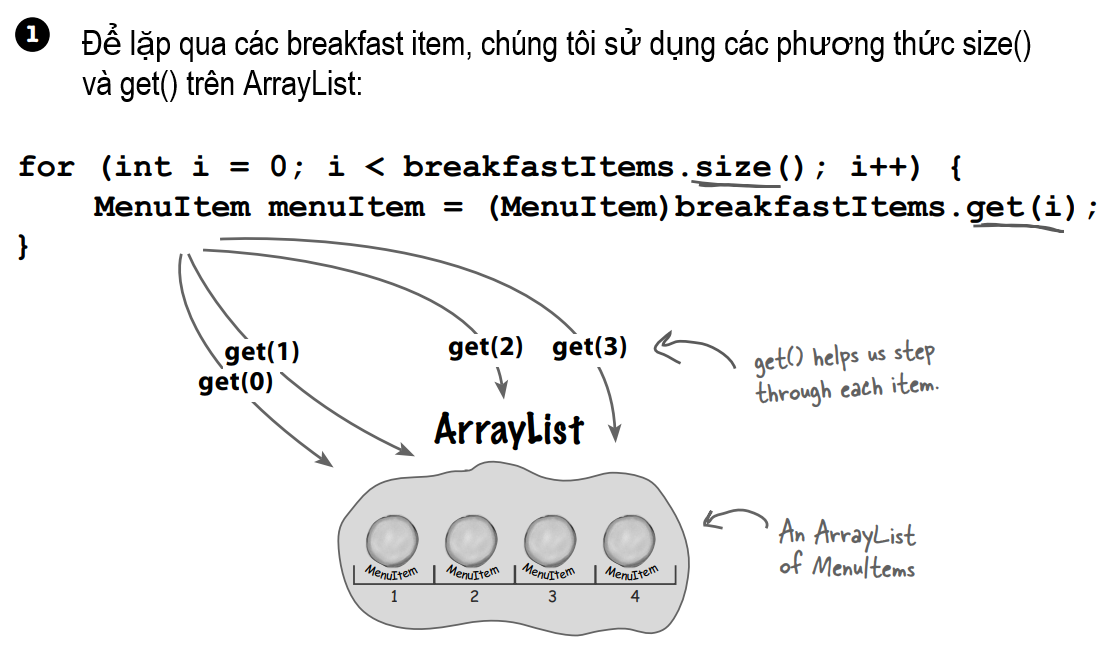 1 Để lặp qua các breakfast item, chúng tôi sử dụng các phương thức size()
và get() trên ArrayList:
for (int i = 0; i < breakfastItems.size(); i++) {
MenuItem menuItem = (MenuItem)breakfastItems.get(i);
}
get(1)
get(0)
get(2) get(3)
get() helps us step
through each item.
ArrayList
An ArrayList
of MenuItems
MenuItem MenuItem MenuItem MenuItem
1 2 3 4